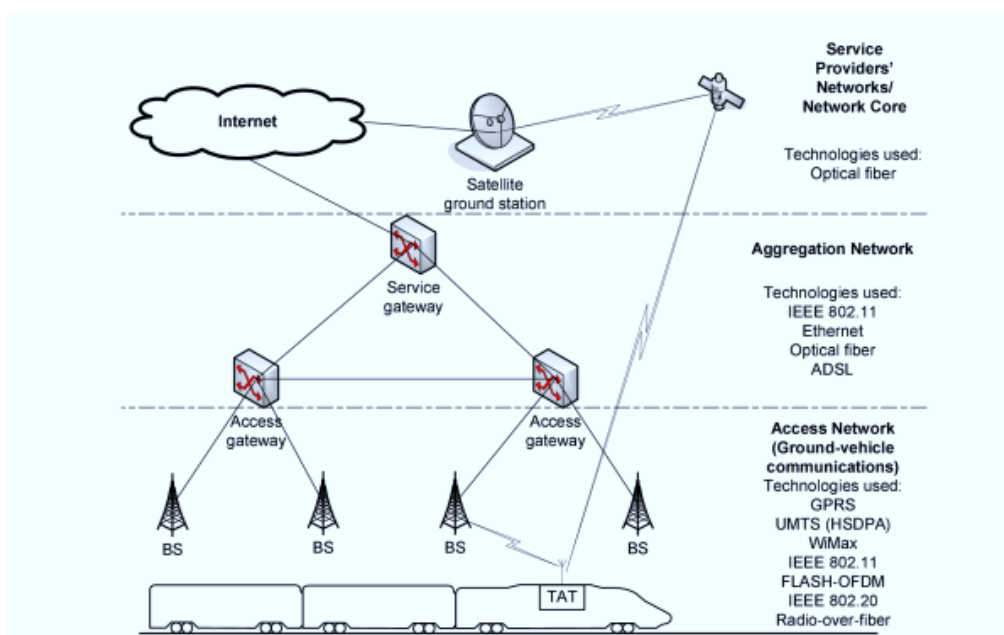 Service
Providers'
Networks/
Network Core
Technologies used:
Optical fiber
Internet
Satellite
ground station
Aggregation Network
Technologies used:
IEEE 802.11
Ethernet
Optical fiber
ADSL
Service
gateway
Access
gateway
Access
gateway
Access Network
(Ground-vehicle
communications)
Technologies used:
GPRS
UMTS (HSDPA)
WiMax
IEEE 802.11
FLASH-OFDM
IEEE 802.20
Radio-over-fiber
BS
BS
BS
BS
TAT